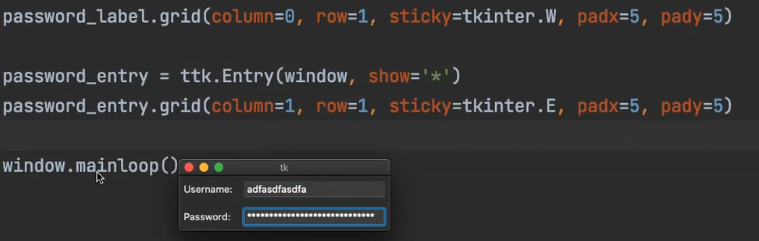 password_label.grid(column=0, row=1, sticky=tkinter.W, padx=5, pady=5)
password_entry = ttk.Entry(window, show='*')
password_entry.grid(column=1, row=1, sticky=tkinter.E, padx=5, pady=5)
window.mainloop()
tk
Username: adfasdfasdfa
Password: *****************************